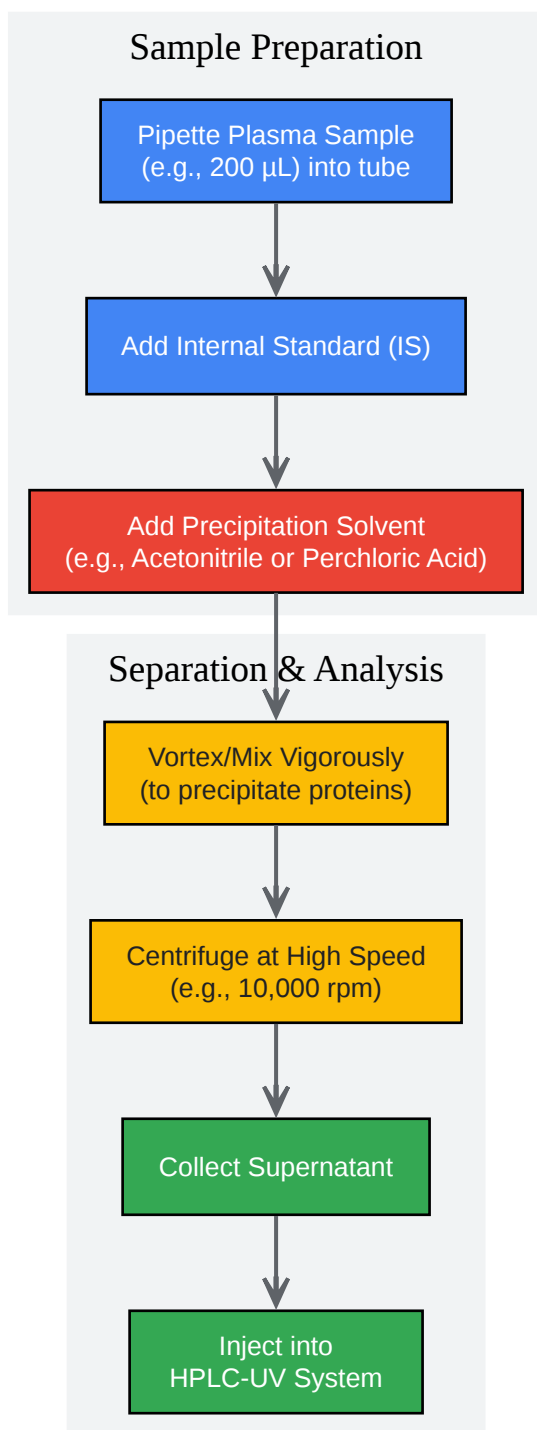 Sample Preparation
Pipette Plasma Sample
(e.g., 200 µL) into tube
Add Internal Standard (IS)
Add Precipitation Solvent
(e.g., Acetonitrile or Perchloric Acid)
Separation & Analysis
Vortex/Mix Vigorously
(to precipitate proteins)
Centrifuge at High Speed
(e.g., 10,000 rpm)
Collect Supernatant
Inject into
HPLC-UV System